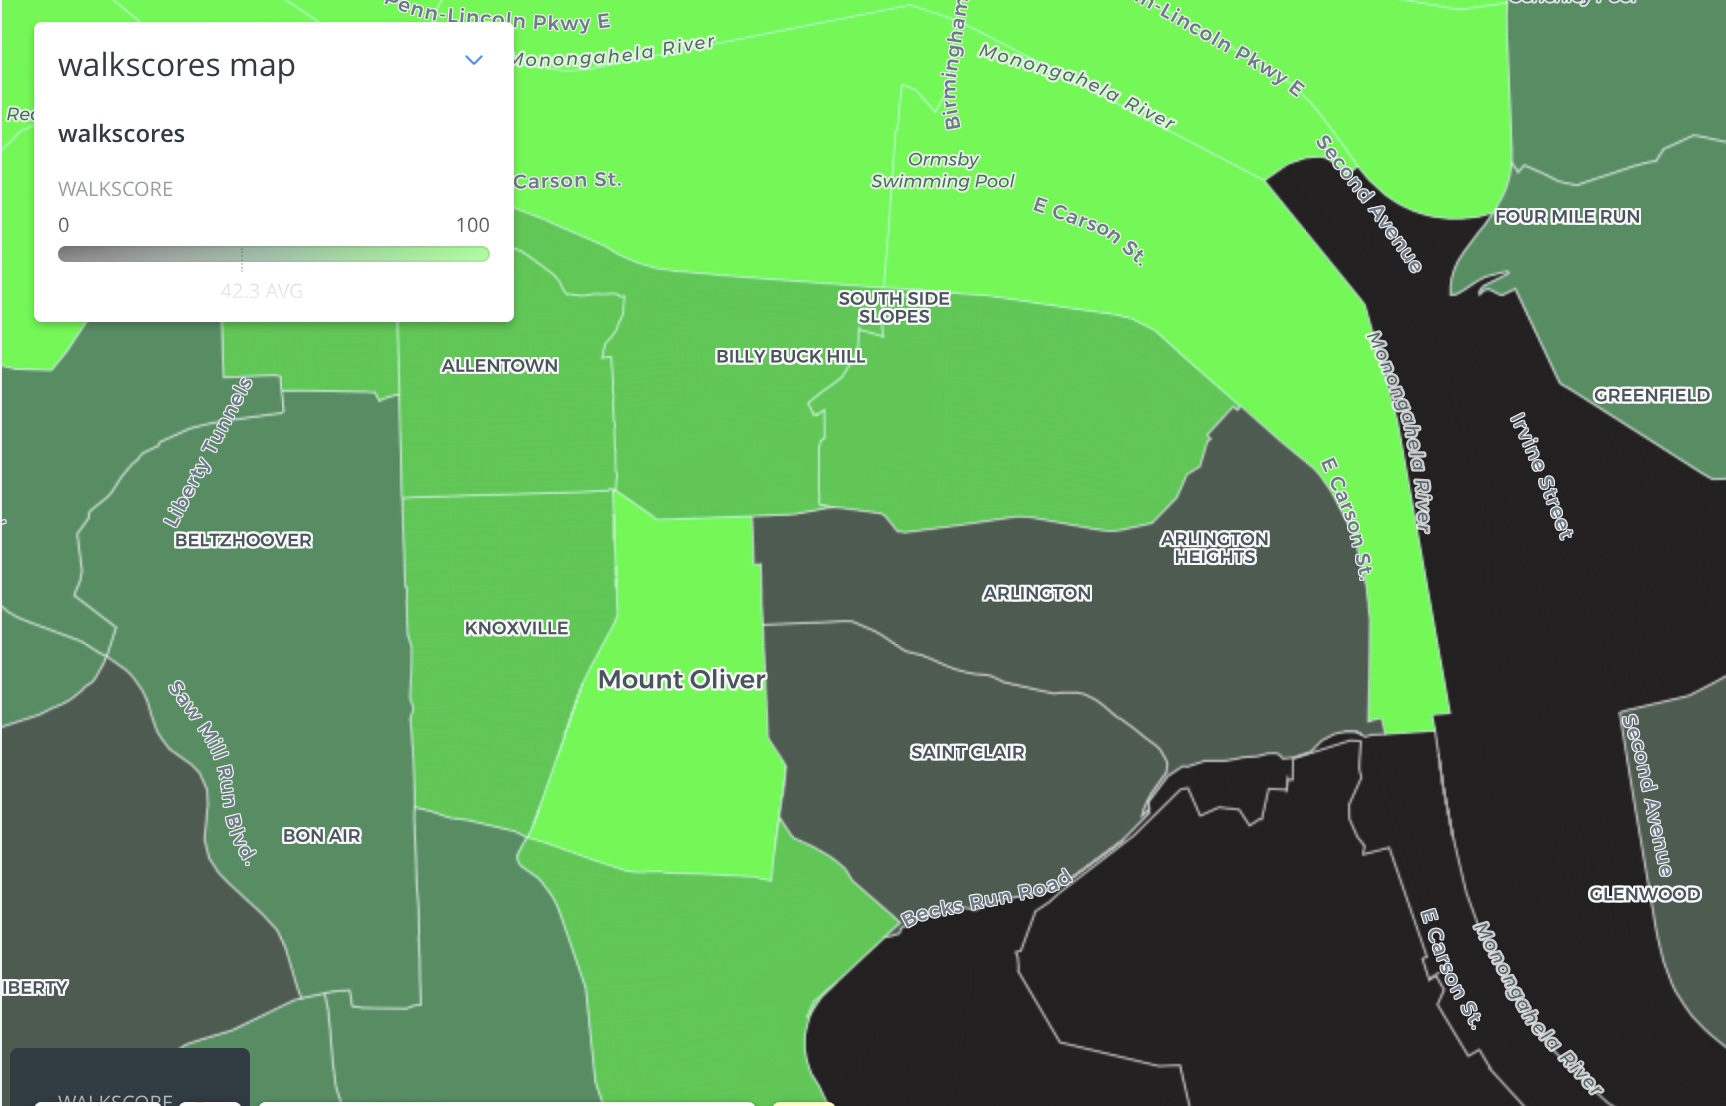 Penn-Lincoln Pkwy E
Monongahela River
Birmingham
Monongahela River
n-Lincoln Pkwy E
walkscores map
walkscores
WALKSCORE
0
100
42.3 AVG
Carson St.
Ormsby
Swimming Pool
E Carson St.
Second Avenue
FOUR MILE RUN
SOUTH SIDE
SLOPES
ALLENTOWN
BILLY BUCK HILL
Monongahela River
GREENFIELD
Liberty Tunnels
Irvine Street
E Carson St.
BELTZHOOVER
ARLINGTON
HEIGHTS
ARLINGTON
KNOXVILLE
Mount Oliver
Saw Mill Run Blvd.
SAINT CLAIR
Second Avenue
BON AIR
Becks Run Road
GLENWOOD
E Carson St.
Monongahela River
IBERTY
WALKSCORE